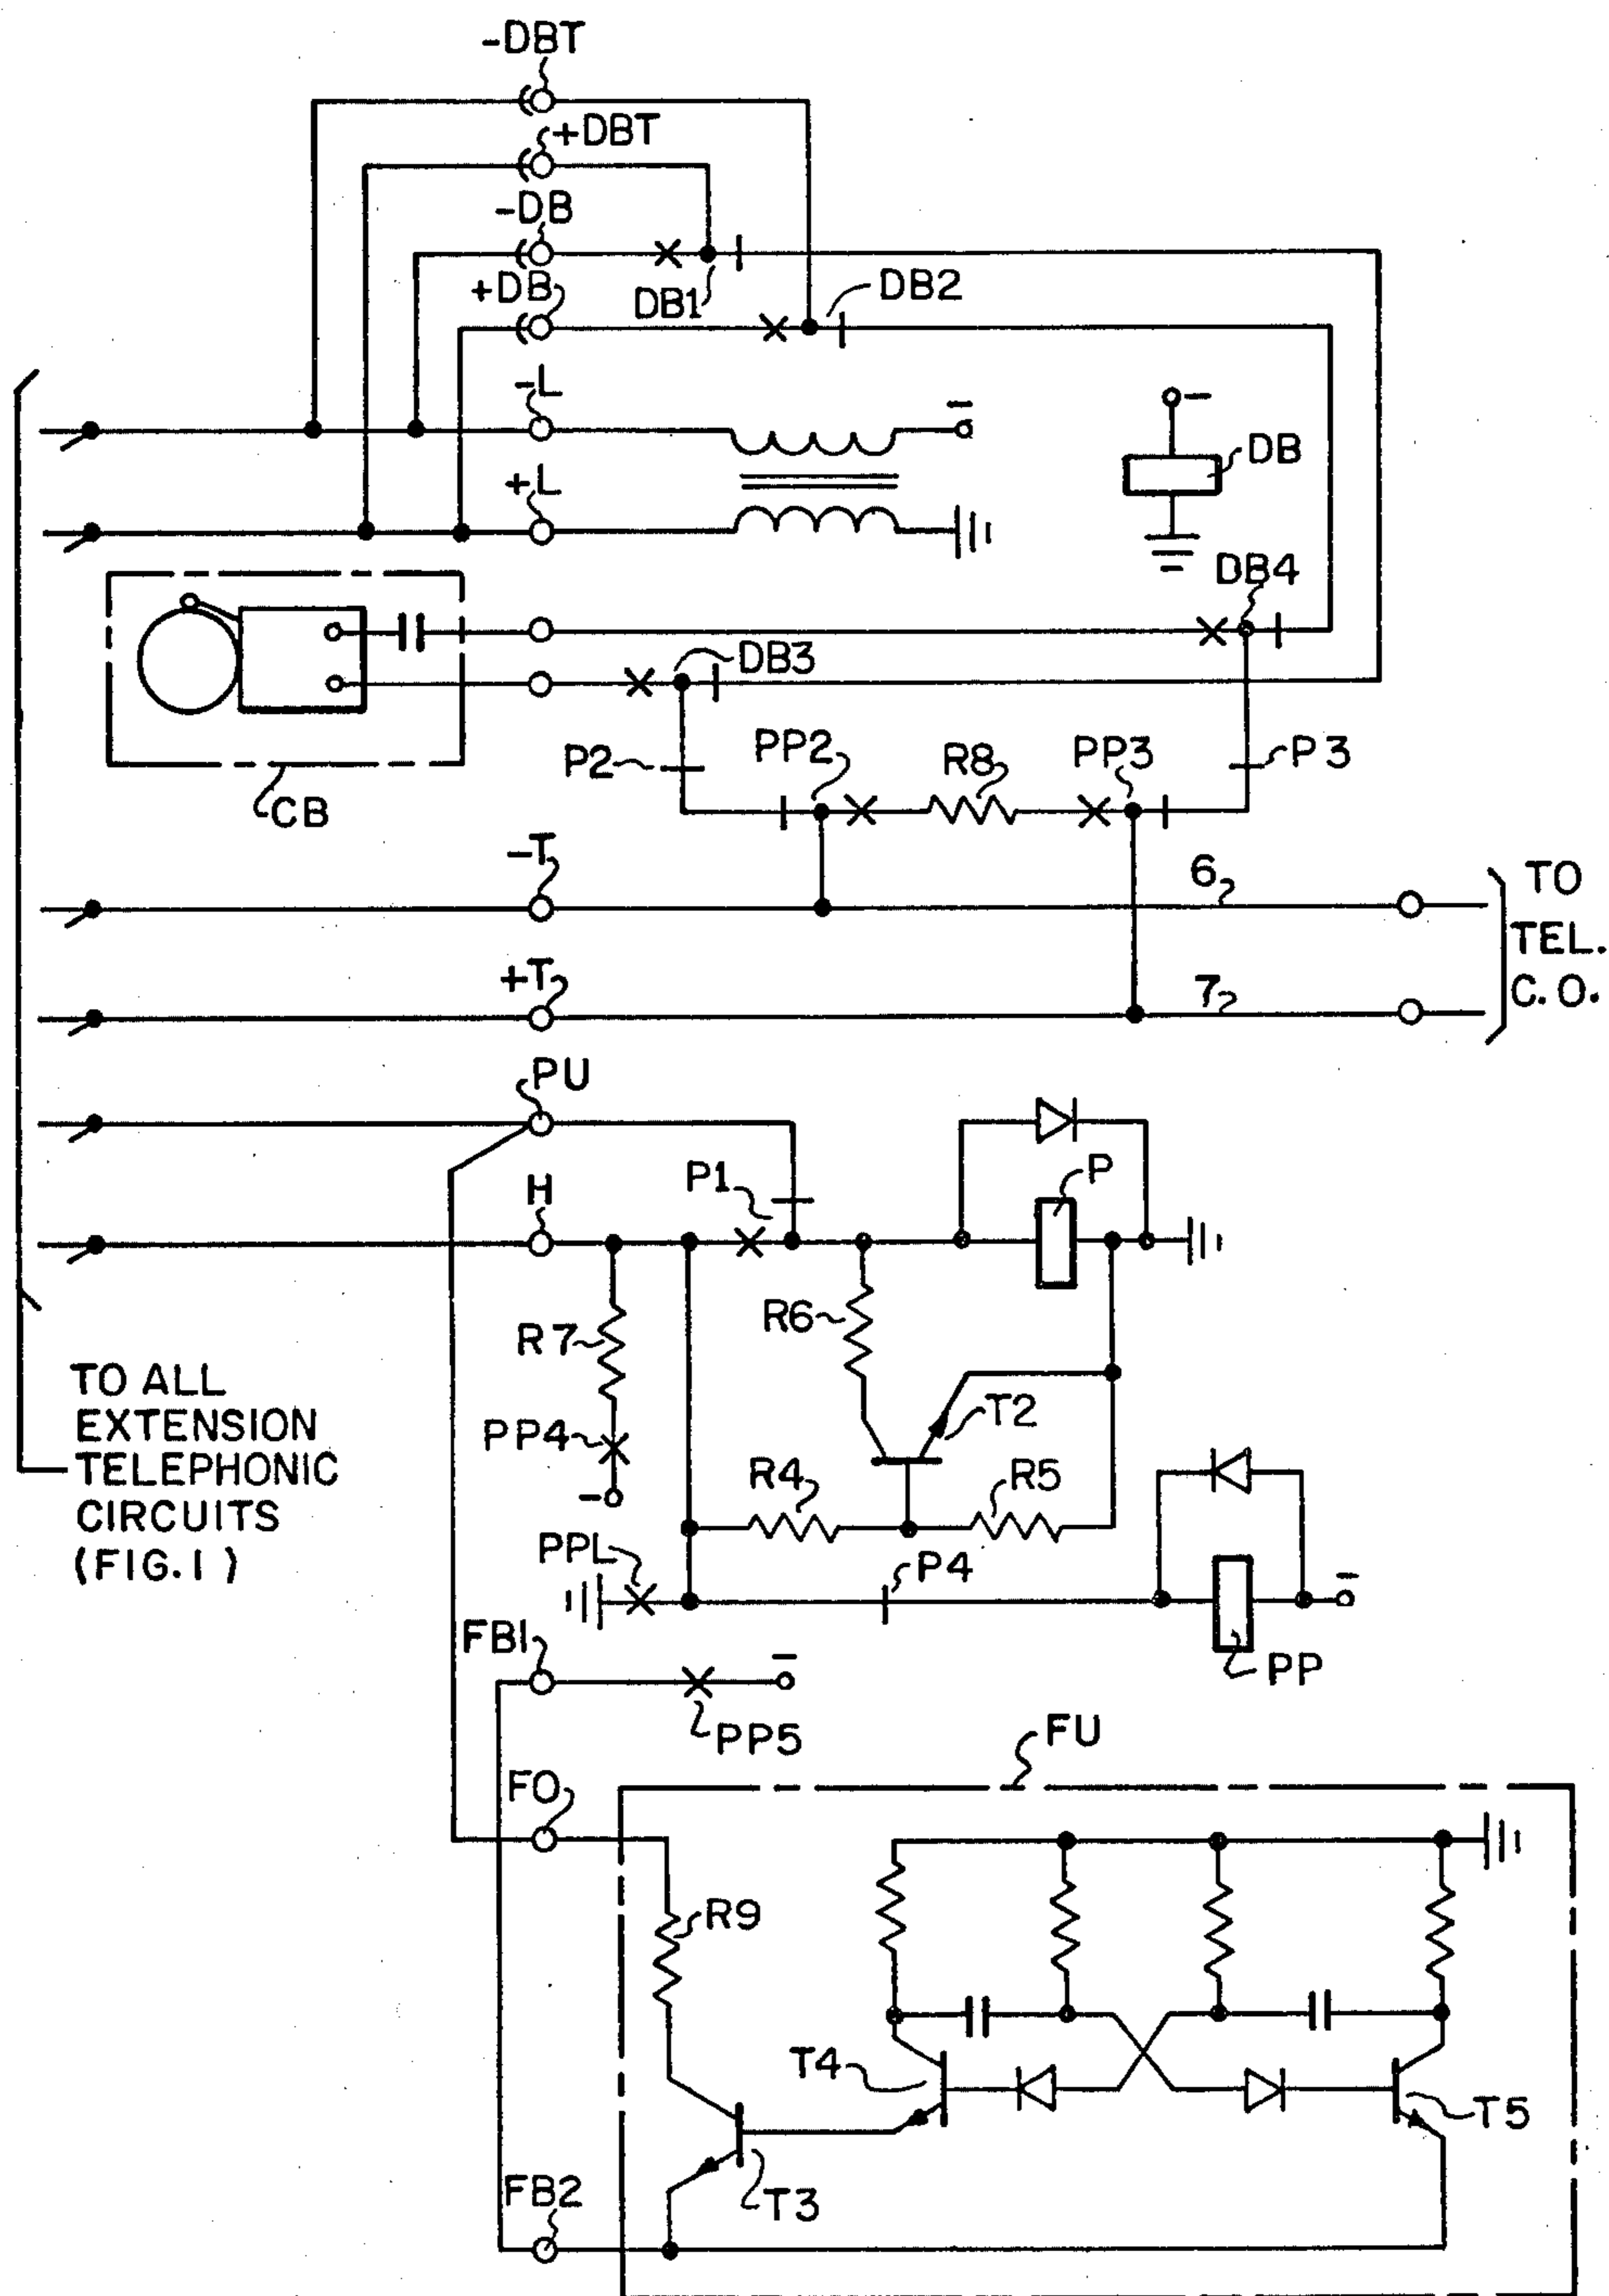 -DBT
+DBT
-DB
+DB
DB1
DB2
-L
-
+L
- DB
DB4
DB3
CB
P2
PP2
R8
PP3
P3
-T
6
TO
TEL.
C.O.
+T
7
PU
P
P1
H
R6
R7
T2
PP4
-
R4
R5
TO ALL
EXTENSION
TELEPHONIC
CIRCUITS
(FIG.1)
PPL
P4
-
PP
FB1
-
PP5
FU
FO
R9
T4
T5
T3
FB2